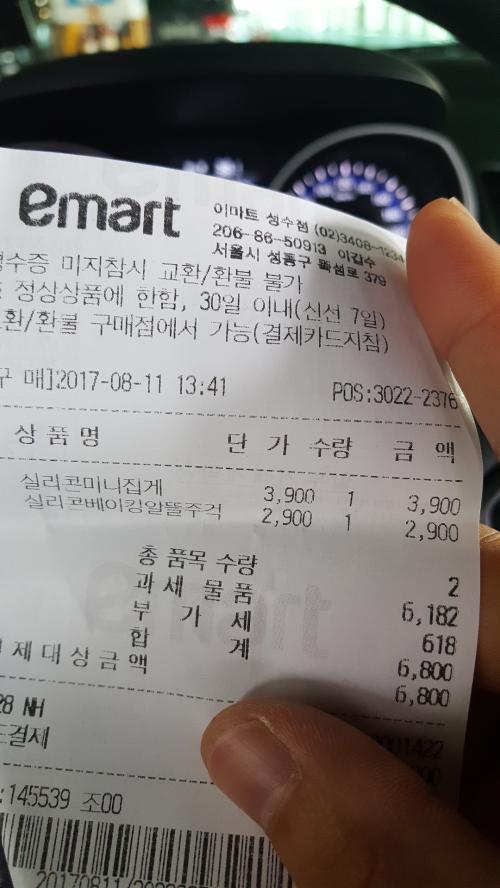 emart
이마트 성수점 (02)3408-1234
206-86-50913 이갑수
서울시 성동구 뚝섬로 379
영수증 미지참시 교환/환불 불가
정상상품에 한함, 30일 이내(신선 7일)
교환/환불 구매점에서 가능(결제카드지참)
구 매]2017-08-11 13:41 POS:3022-2376
상 품 명 단 가 수량 금 액
실리콘미니집게 3,900 1 3,900
실리콘베이킹알뜰주걱 2,900 1 2,900
총 품목 수량 2
과 세 물 품 6,182
부 가 세 618
합 계 6,800
제 대 상 금 액 6,800
28 NH
결제 0001422
:145539 조00